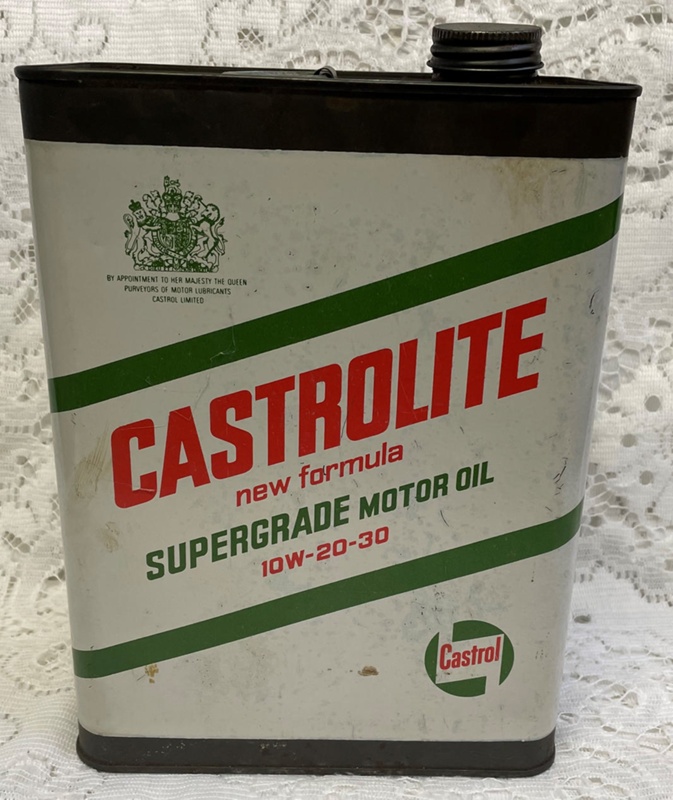 BY APPOINTMENT TO HER MAJESTY THE QUEEN
PURVEYORS OF MOTOR LUBRICANTS
CASTROL LIMITED
CASTROLITE
new formula
SUPERGRADE MOTOR OIL
10W-20-30
Castrol